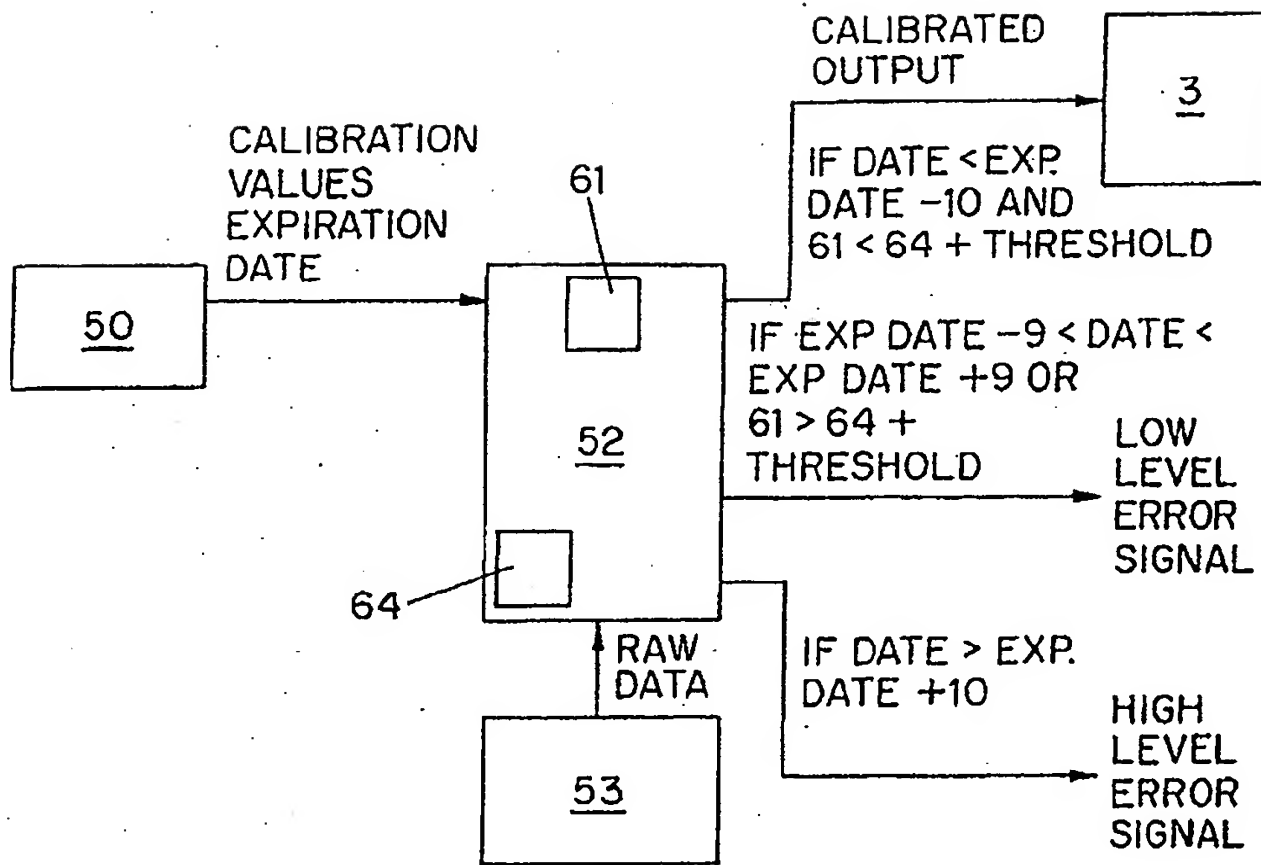 CALIBRATED
OUTPUT
3
CALIBRATION
VALUES
EXPIRATION
DATE
61
IF DATE < EXP.
DATE -10 AND
61 < 64 + THRESHOLD
50
IF EXP DATE -9 < DATE <
EXP DATE +9 OR
61 > 64 +
THRESHOLD
52
LOW
LEVEL
ERROR
SIGNAL
64
RAW
DATA
IF DATE > EXP.
DATE +10
53
HIGH
LEVEL
ERROR
SIGNAL